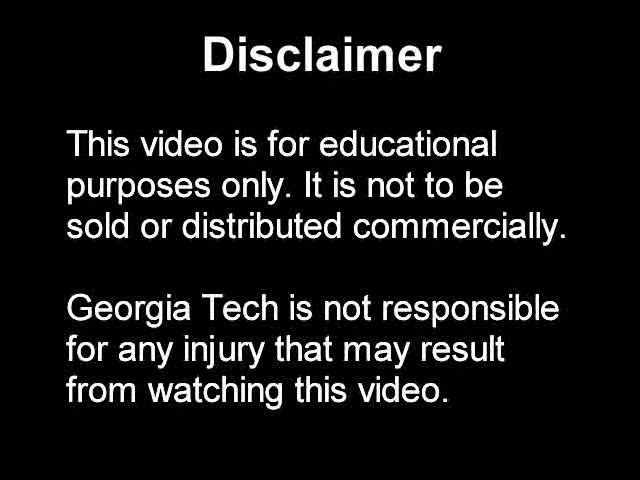 Disclaimer
This video is for educational
purposes only. It is not to be
sold or distributed commercially.
Georgia Tech is not responsible
for any injury that may result
from watching this video.